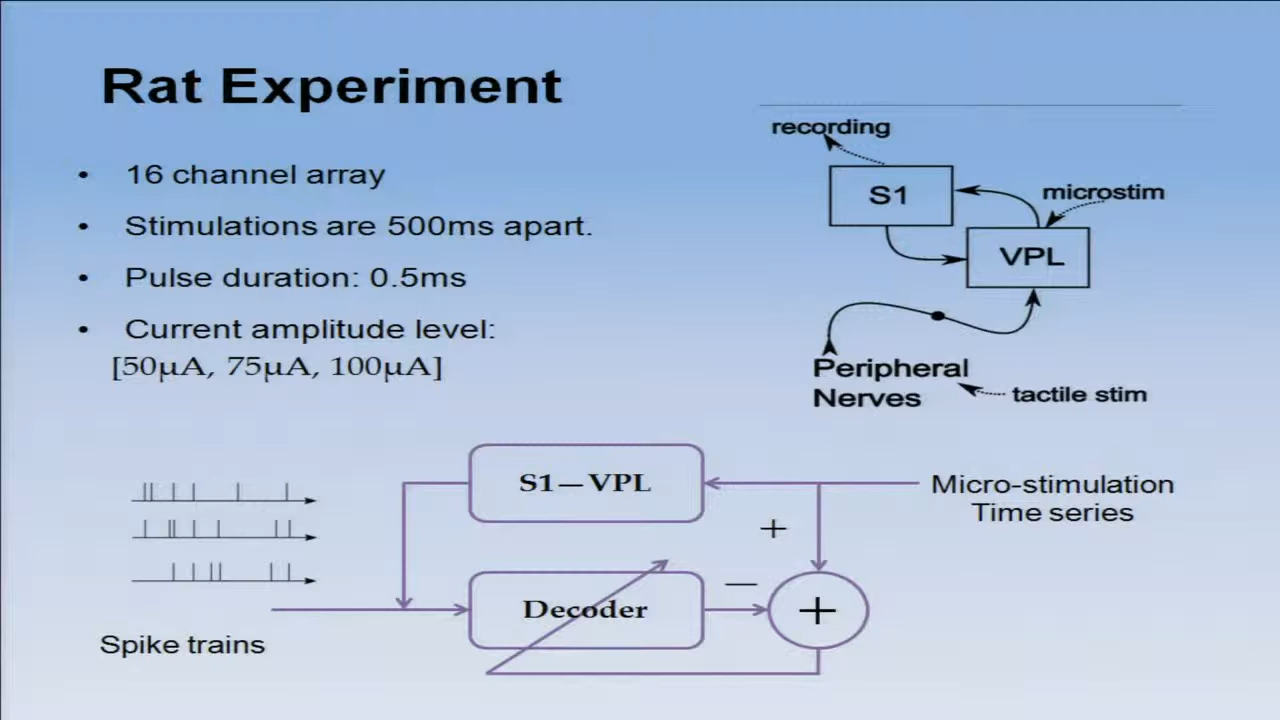 Rat Experiment
• 16 channel array
• Stimulations are 500ms apart.
• Pulse duration: 0.5ms
• Current amplitude level:
[50µA, 75µA, 100µA]
recording
S1
microstim
VPL
Peripheral
Nerves
tactile stim
S1—VPL
Micro-stimulation
Time series
+
—
Decoder
+
Spike trains